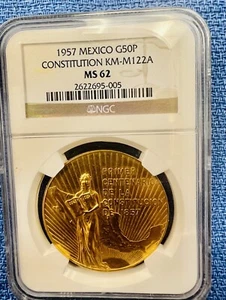 1957 MEXICO G50P
CONSTITUTION KM-M122A
MS 62
2622695-005
NGC
PRIMER
CENTENARIO
DE LA
CONSTITUCION
DE 1857